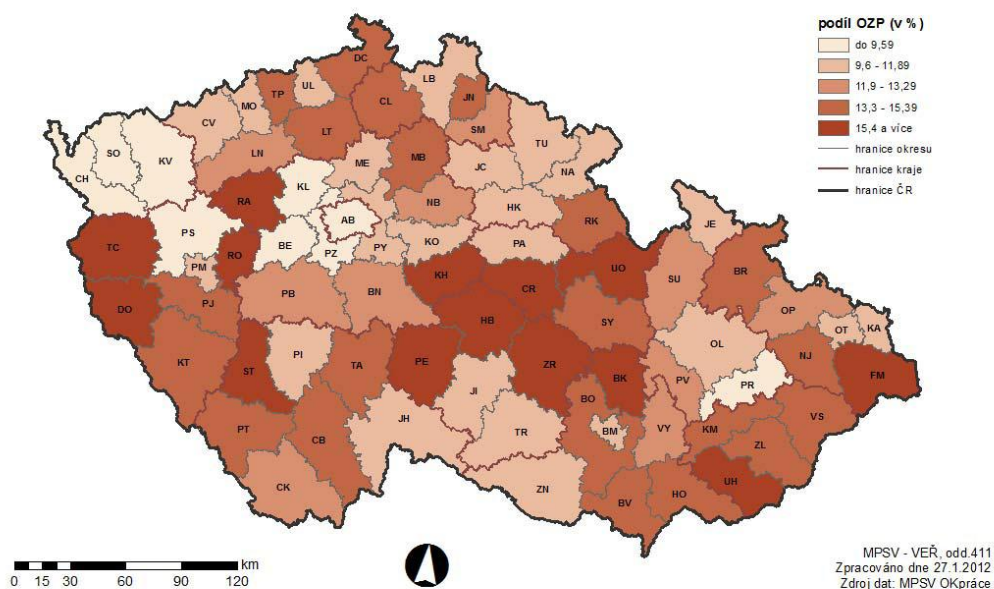 podíl OZP (v %)
do 9,59
9,6 - 11,89
11,9 - 13,29
13,3 - 15,39
15,4 a více
hranice okresu
hranice kraje
hranice ČR
DC
LB
UL
TP
JN
MO
CL
CV
LT
SM
TU
SO
KV
LN
ME
MB
JC
NA
CH
KL
RA
NB
HK
JE
AB
RK
PS
BE
PZ
PY
KO
PA
TC
RO
PM
KH
CR
UO
SU
BR
DO
PJ
PB
BN
HB
SY
OP
OT
KA
OL
KT
ST
PI
TA
PE
ZR
BK
PV
PR
NJ
FM
JI
BO
PT
CB
JH
TR
BM
VY
KM
VS
ZL
CK
ZN
BV
HO
UH
km
0 15 30 60 90 120
MPSV - VEŘ, odd.411
Zpracováno dne 27.1.2012
Zdroj dat: MPSV OKpráce